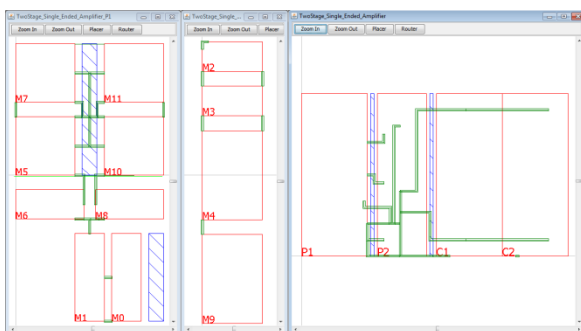 TwoStage_Single_Ended_Amplifier_P1
Zoom In Zoom Out Placer Router
M7 M11
M5 M10
M6 M8
M1 M0
TwoStage_Single_...
Zoom In Zoom Out Placer
M2
M3
M4
M9
TwoStage_Single_Ended_Amplifier
Zoom In Zoom Out Placer Router
P1 P2 C1 C2